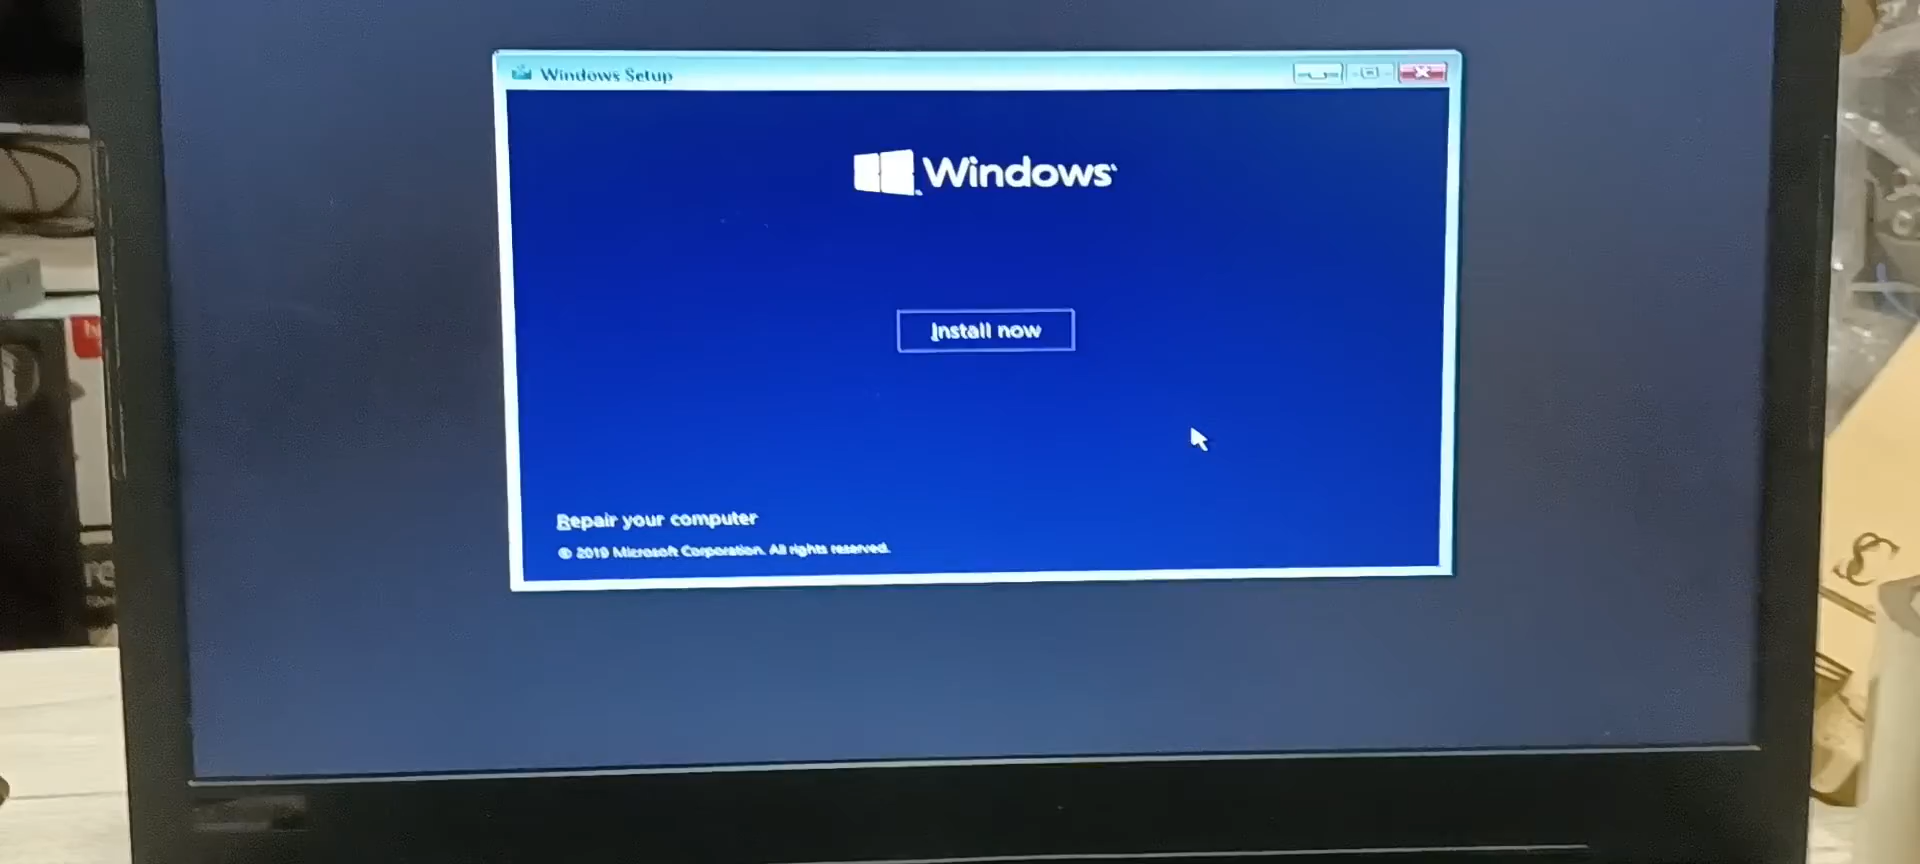 Windows Setup
Windows
Install now
Repair your computer
© 2019 Microsoft Corporation. All rights reserved.